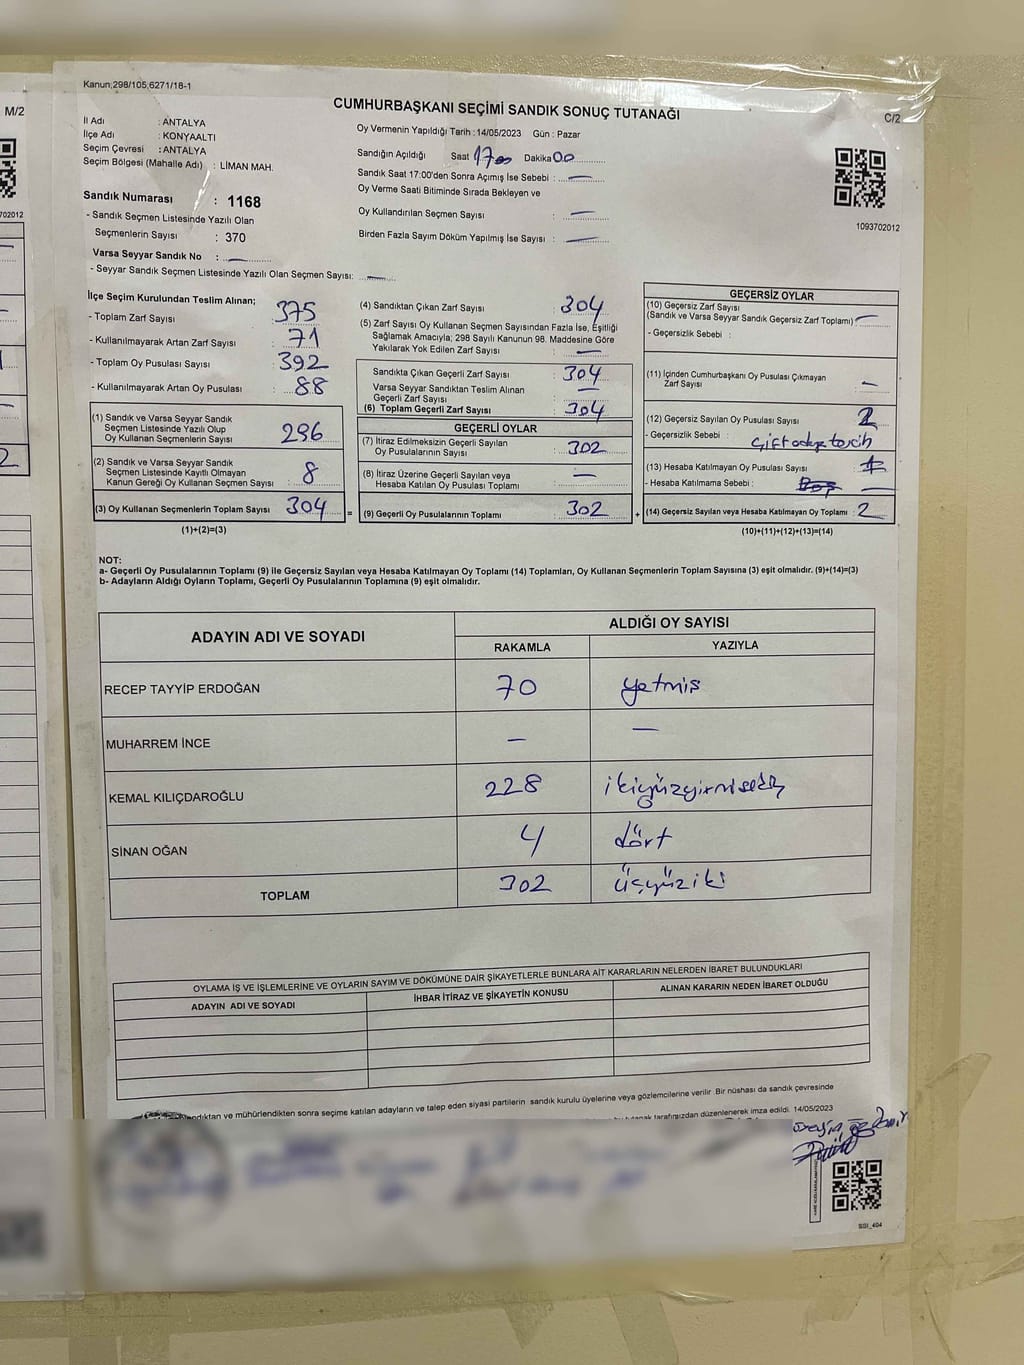 Kanun;298/105;6271/18-1
M/2
CUMHURBAŞKANI SEÇİMİ SANDIK SONUÇ TUTANAĞI
C/2
İl Adı : ANTALYA
İlçe Adı : KONYAALTI
Seçim Çevresi : ANTALYA
Seçim Bölgesi (Mahalle Adı) : LİMAN MAH.
Oy Vermenin Yapıldığı Tarih : 14/05/2023 Gün : Pazar
Sandığın Açıldığı Saat 17 00 Dakika 00
Sandık Saat 17:00'den Sonra Açımış İse Sebebi : —
Oy Verme Saati Bitiminde Sırada Bekleyen ve
Oy Kullandırılan Seçmen Sayısı : —
Birden Fazla Sayım Döküm Yapılmış İse Sayısı : —
1093702012
702012
Sandık Numarası : 1168
- Sandık Seçmen Listesinde Yazılı Olan
Seçmenlerin Sayısı : 370
Varsa Seyyar Sandık No : —
- Seyyar Sandık Seçmen Listesinde Yazılı Olan Seçmen Sayısı: —
İlçe Seçim Kurulundan Teslim Alınan;
- Toplam Zarf Sayısı : 375
- Kullanılmayarak Artan Zarf Sayısı : 71
- Toplam Oy Pusulası Sayısı : 392
- Kullanılmayarak Artan Oy Pusulası : 88
(1) Sandık ve Varsa Seyyar Sandık
Seçmen Listesinde Yazılı Olup
Oy Kullanan Seçmenlerin Sayısı 296
(2) Sandık ve Varsa Seyyar Sandık
Seçmen Listesinde Kayıtlı Olmayan
Kanun Gereği Oy Kullanan Seçmen Sayısı : 8
(3) Oy Kullanan Seçmenlerin Toplam Sayısı 304 =
(1)+(2)=(3)
(4) Sandıktan Çıkan Zarf Sayısı : 304
(5) Zarf Sayısı Oy Kullanan Seçmen Sayısından Fazla İse, Eşitliği
Sağlamak Amacıyla; 298 Sayılı Kanunun 98. Maddesine Göre
Yakılarak Yok Edilen Zarf Sayısı : —
Sandıkta Çıkan Geçerli Zarf Sayısı : 304
Varsa Seyyar Sandıktan Teslim Alınan
Geçerli Zarf Sayısı : —
(6) Toplam Geçerli Zarf Sayısı : 304
GEÇERLİ OYLAR
(7) İtiraz Edilmeksizin Geçerli Sayılan
Oy Pusulalarının Sayısı : 302
(8) İtiraz Üzerine Geçerli Sayılan veya
Hesaba Katılan Oy Pusulası Toplamı : —
(9) Geçerli Oy Pusulalarının Toplamı : 302 +
GEÇERSİZ OYLAR
(10) Geçersiz Zarf Sayısı
(Sandık ve Varsa Seyyar Sandık Geçersiz Zarf Toplamı) : —
- Geçersizlik Sebebi :
(11) İçinden Cumhurbaşkanı Oy Pusulası Çıkmayan
Zarf Sayısı : —
(12) Geçersiz Sayılan Oy Pusulası Sayısı : 2
- Geçersizlik Sebebi : Çift adaya tercih
(13) Hesaba Katılmayan Oy Pusulası Sayısı :
- Hesaba Katılmama Sebebi : Boş —
(14) Geçersiz Sayılan veya Hesaba Katılmayan Oy Toplamı : 2
(10)+(11)+(12)+(13)=(14)
NOT:
a- Geçerli Oy Pusulalarının Toplamı (9) ile Geçersiz Sayılan veya Hesaba Katılmayan Oy Toplamı (14) Toplamları, Oy Kullanan Seçmenlerin Toplam Sayısına (3) eşit olmalıdır. (9)+(14)=(3)
b- Adayların Aldığı Oyların Toplamı, Geçerli Oy Pusulalarının Toplamına (9) eşit olmalıdır.
ADAYIN ADI VE SOYADI ALDIĞI OY SAYISI
RAKAMLA YAZIYLA
RECEP TAYYİP ERDOĞAN 70 yetmiş
MUHARREM İNCE — —
KEMAL KILIÇDAROĞLU 228 ikiyüzyirmisekiz
SİNAN OĞAN 4 dört
TOPLAM 302 üçyüziki
OYLAMA İŞ VE İŞLEMLERİNE VE OYLARIN SAYIM VE DÖKÜMÜNE DAİR ŞİKAYETLERLE BUNLARA AİT KARARLARIN NELERDEN İBARET BULUNDUKLARI
ADAYIN ADI VE SOYADI İHBAR İTİRAZ VE ŞİKAYETİN KONUSU ALINAN KARARIN NEDEN İBARET OLDUĞU
ve mühürlendikten sonra seçime katılan adayların ve talep eden siyasi partilerin sandık kurulu üyelerine veya gözlemcilerine verilir. Bir nüshası da sandık çevresinde
tarafımızdan düzenlenerek imza edildi. 14/05/2023
SSI_404